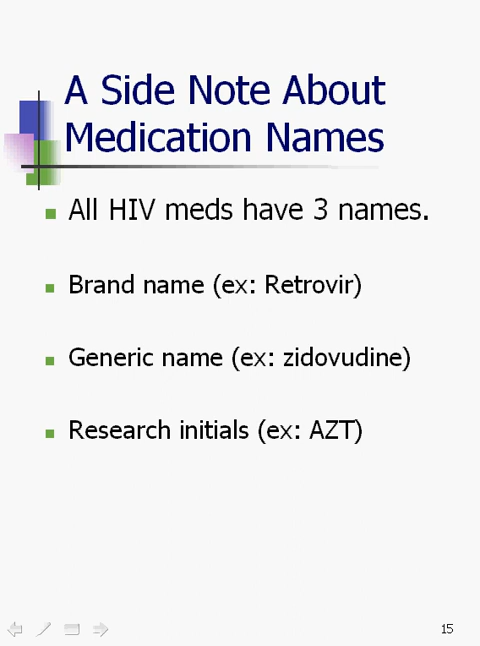 A Side Note About
Medication Names
All HIV meds have 3 names.
Brand name (ex: Retrovir)
Generic name (ex: zidovudine)
Research initials (ex: AZT)
15